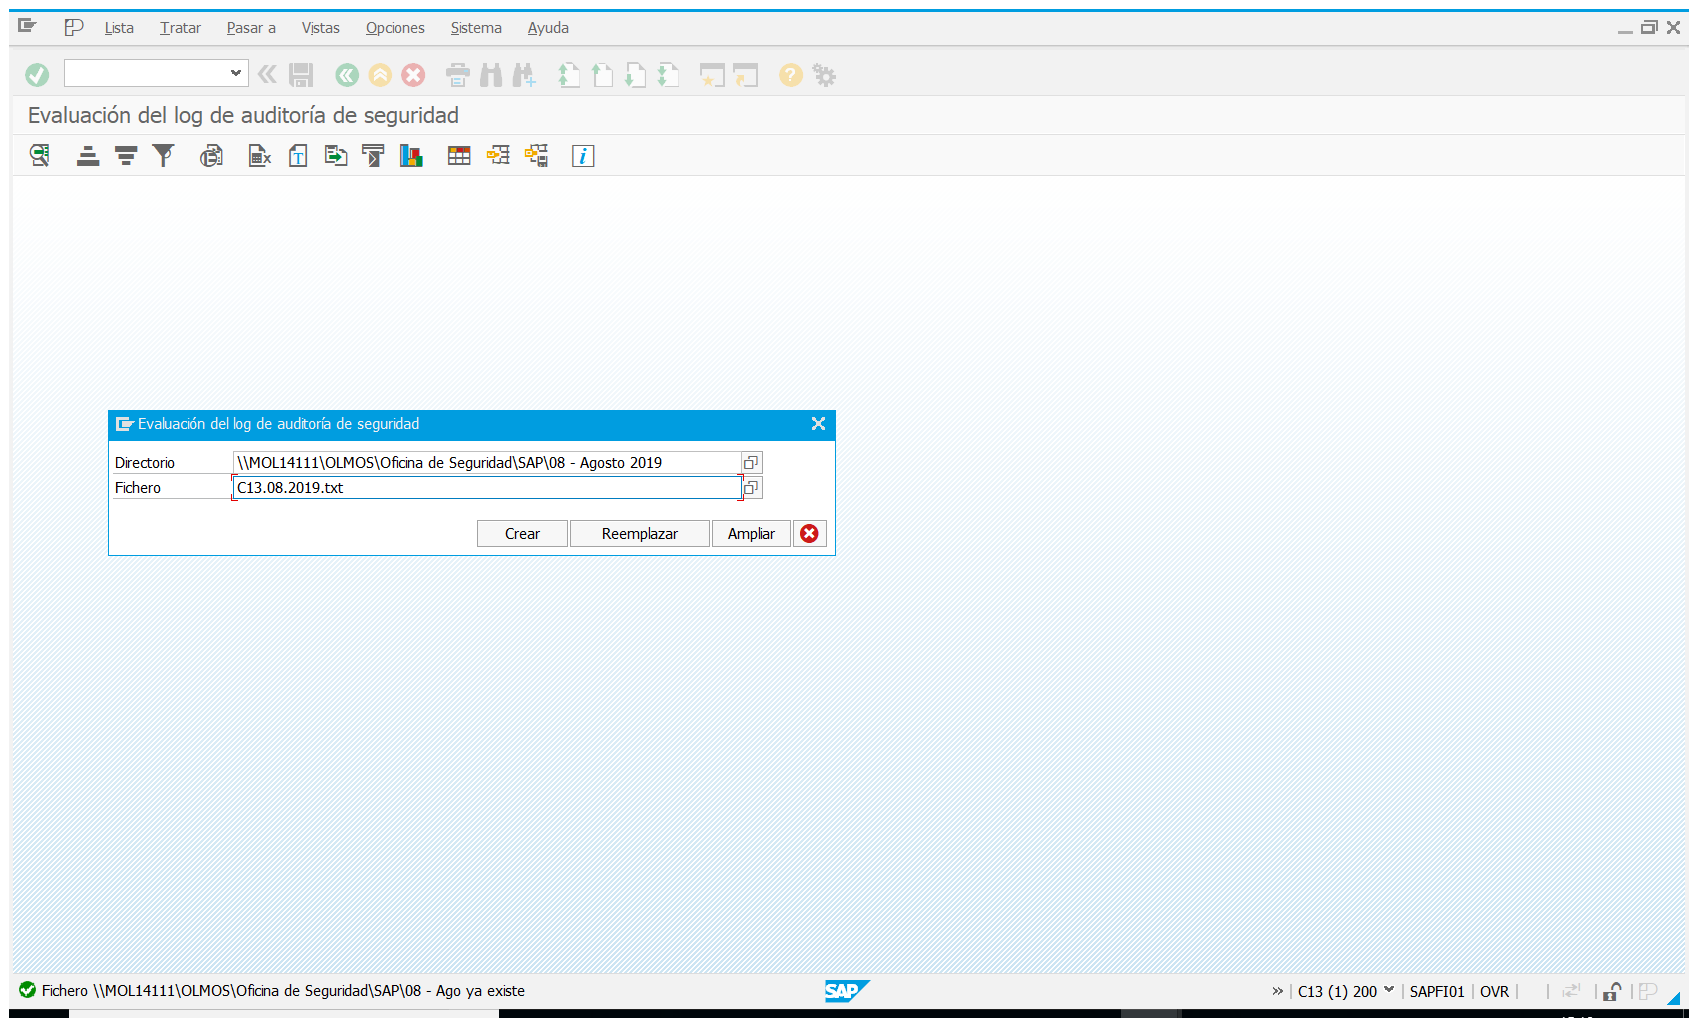 Lista Tratar Pasar a Vistas Opciones Sistema Ayuda
Evaluación del log de auditoría de seguridad
Evaluación del log de auditoría de seguridad
Directorio \\MOL14111\OLMOS\Oficina de Seguridad\SAP\08 - Agosto 2019
Fichero C13.08.2019.txt
Crear Reemplazar Ampliar
Fichero \\MOL14111\OLMOS\Oficina de Seguridad\SAP\08 - Ago ya existe SAP » C13 (1) 200 SAPFI01 OVR